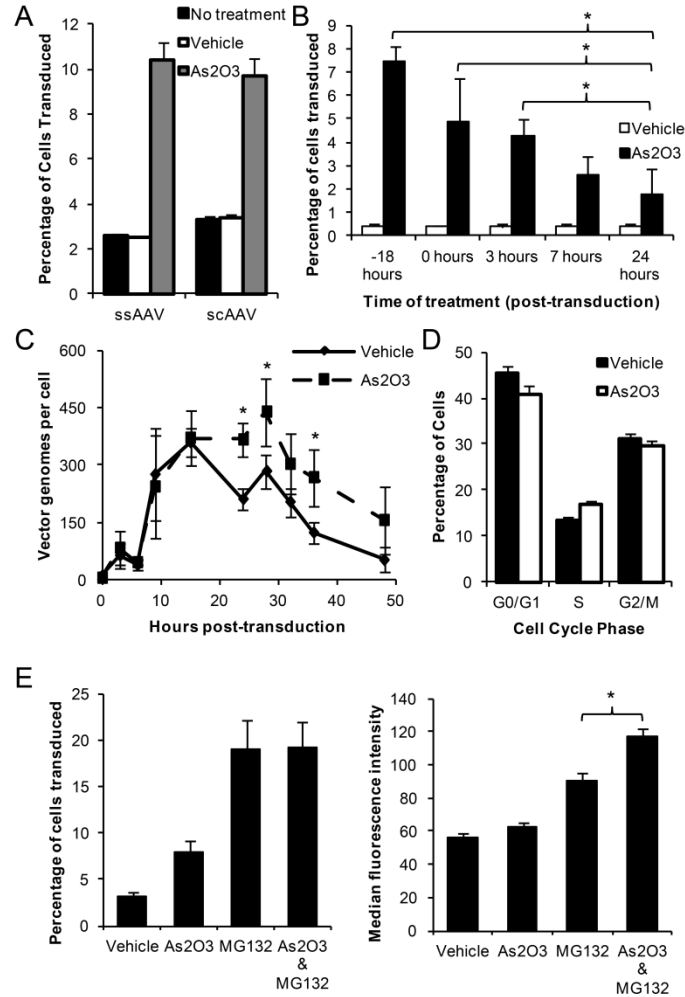 A
Percentage of Cells Transduced
12
10
8
6
4
2
0
No treatment
Vehicle
As2O3
ssAAV
scAAV
B
Percentage of cells transduced
9
8
7
6
5
4
3
2
1
0
*
*
*
Vehicle
As2O3
-18 hours
0 hours
3 hours
7 hours
24 hours
Time of treatment (post-transduction)
C
Vector genomes per cell
600
450
300
150
0
Vehicle
As2O3
*
*
*
0
10
20
30
40
50
Hours post-transduction
D
Percentage of Cells
50
40
30
20
10
0
Vehicle
As2O3
G0/G1
S
G2/M
Cell Cycle Phase
E
Percentage of cells transduced
25
20
15
10
5
0
Vehicle
As2O3
MG132
As2O3
&
MG132
Median fluorescence intensity
140
120
100
80
60
40
20
0
*
Vehicle
As2O3
MG132
As2O3
&
MG132